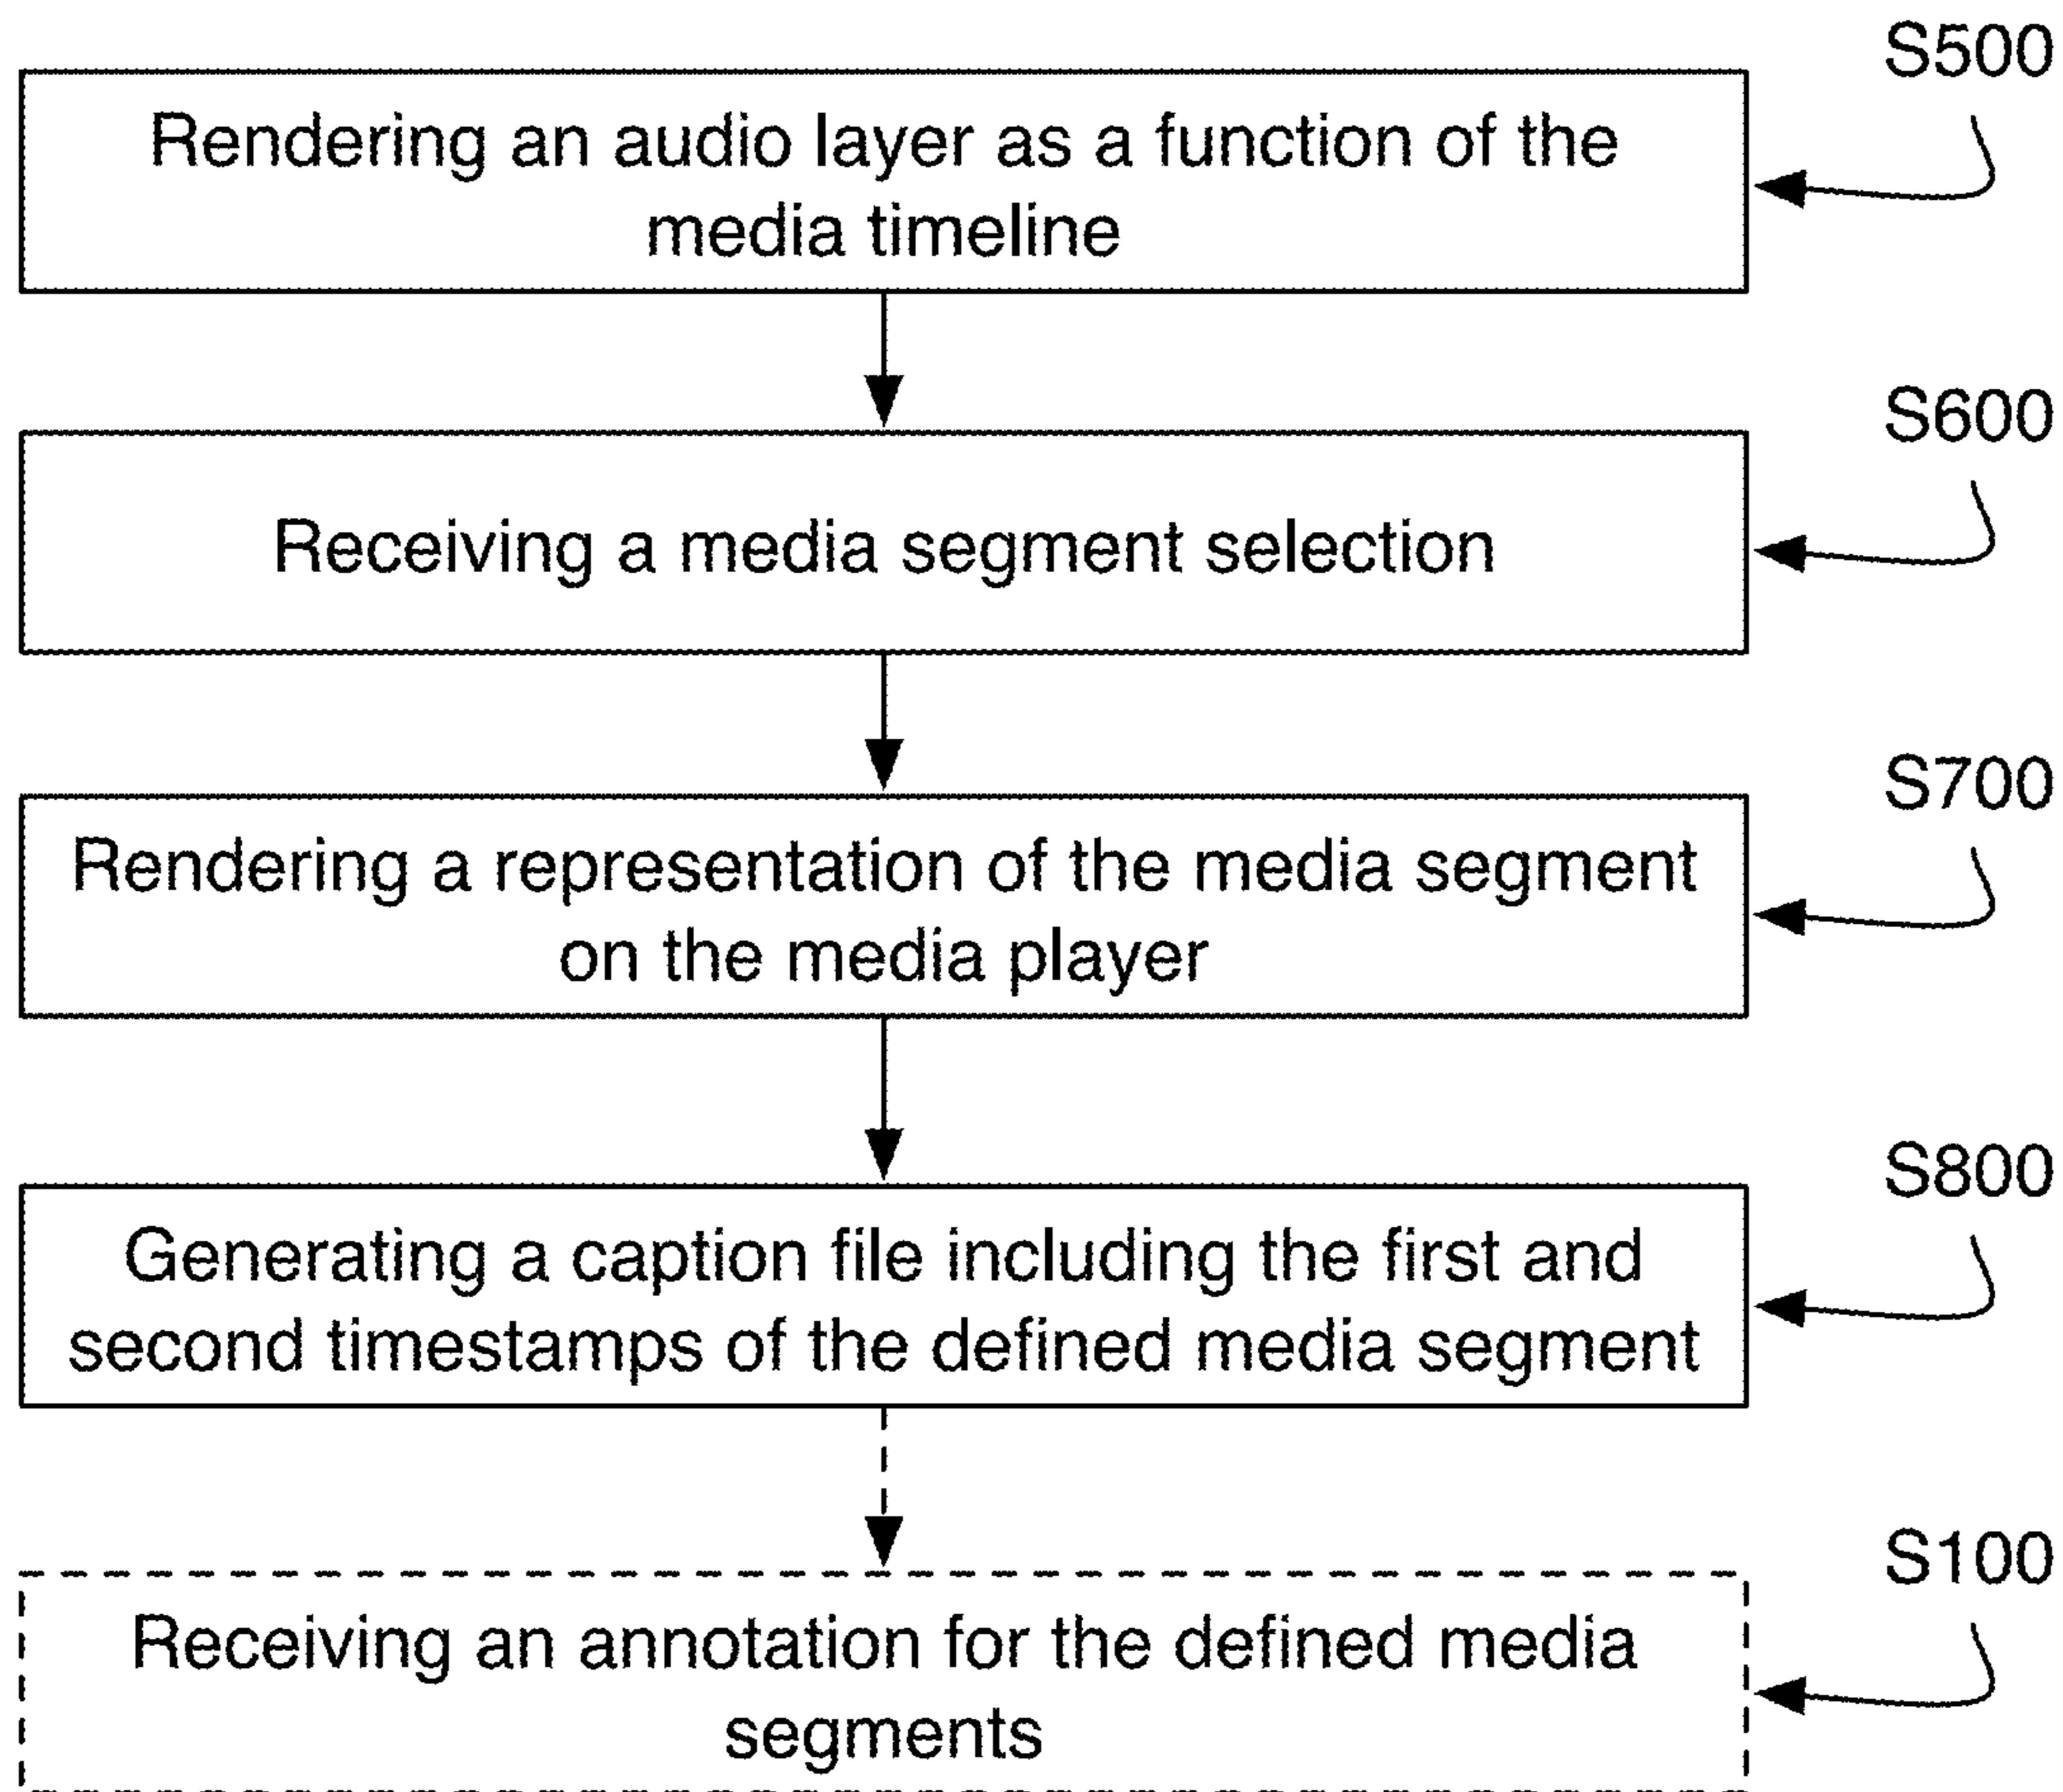 S500
Rendering an audio layer as a function of the
media timeline
S600
Receiving a media segment selection
S700
Rendering a representation of the media segment
on the media player
S800
Generating a caption file including the first and
second timestamps of the defined media segment
S100
Receiving an annotation for the defined media
segments